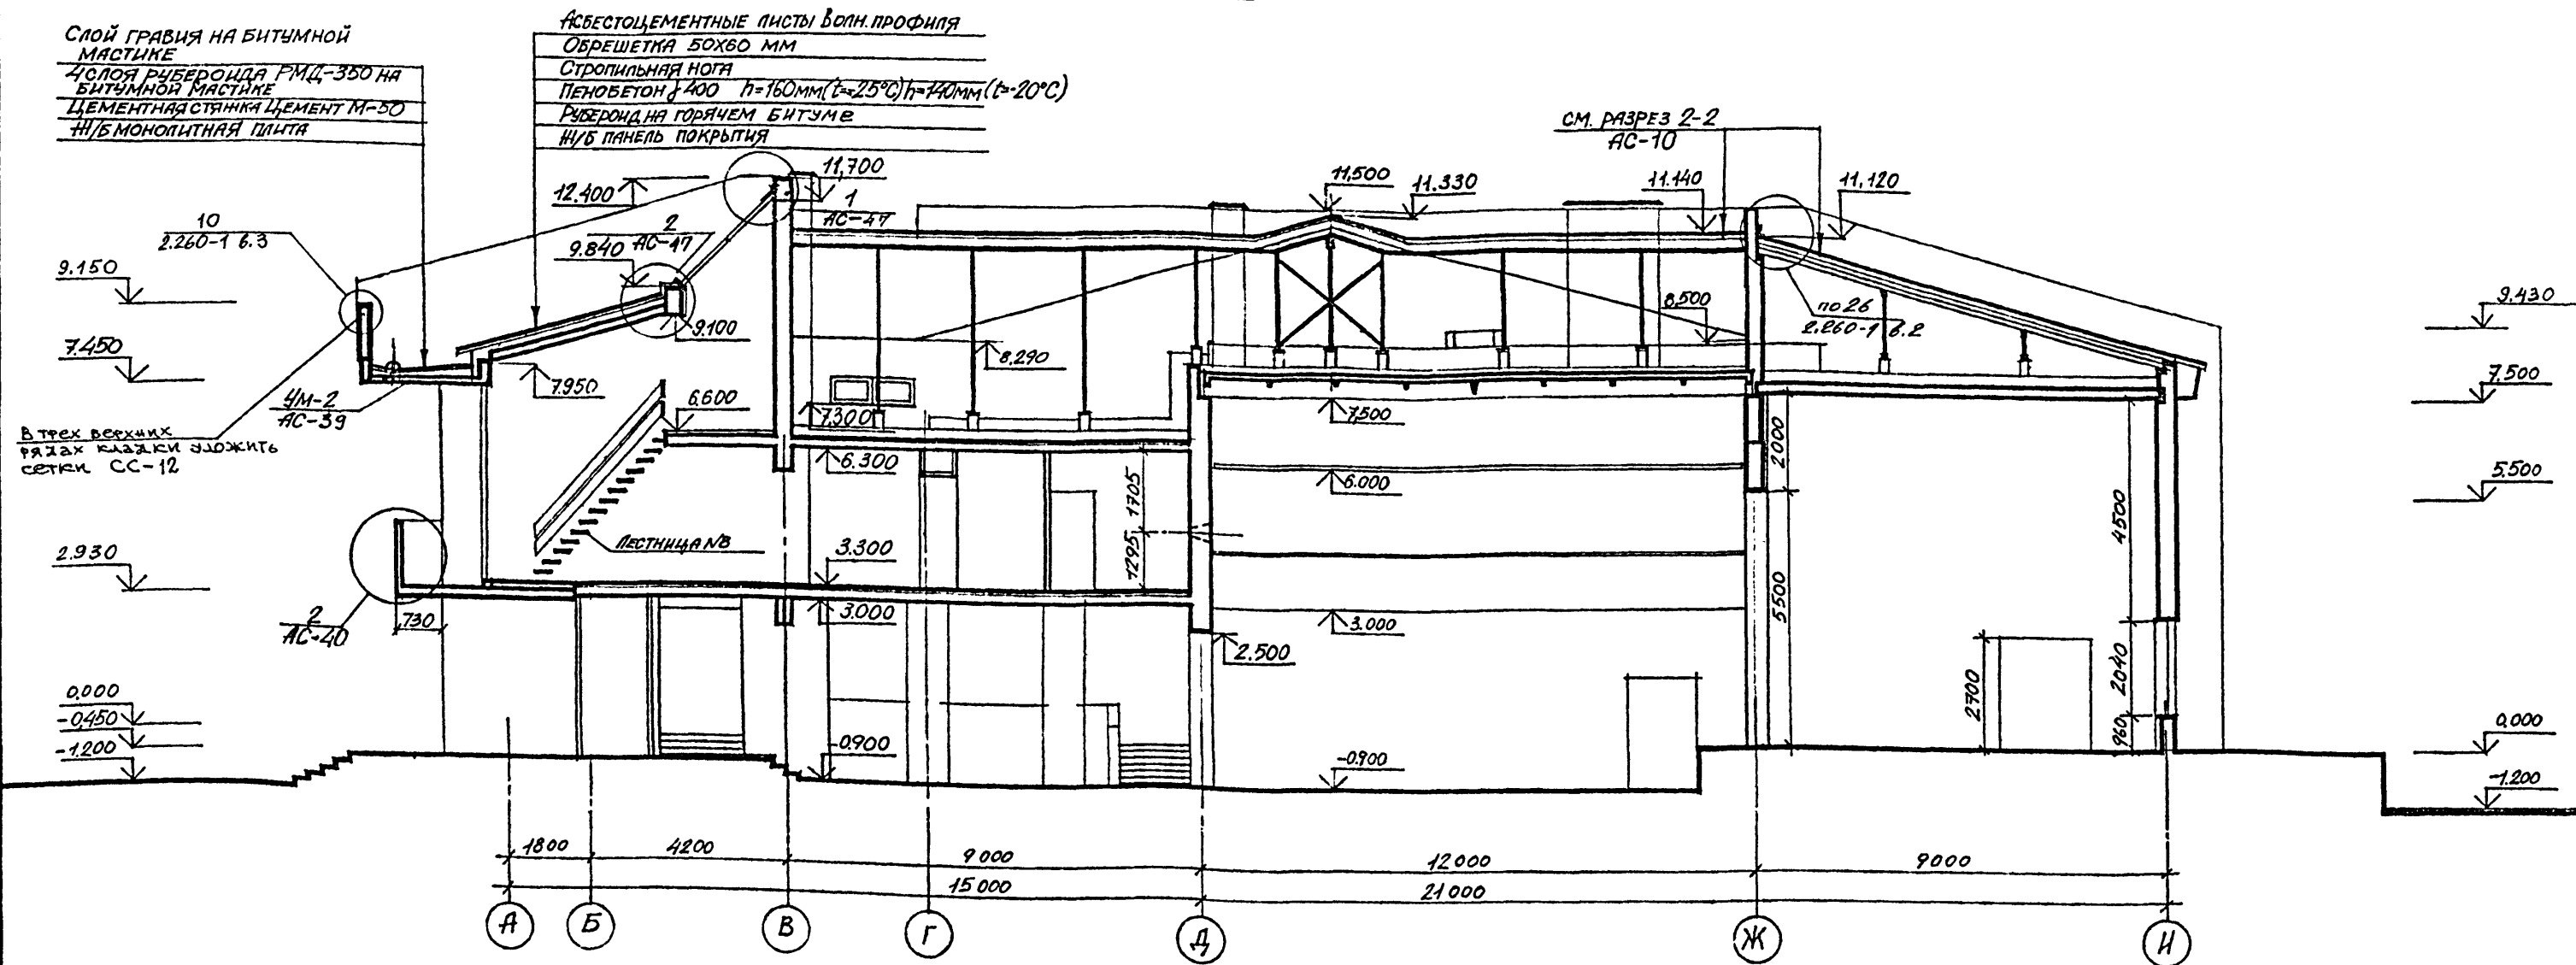 Слой гравия на битумной
мастике
4 слоя рубероида РМД-350 на
битумной мастике
Цементная стяжка цемент М-50
Ж/б монолитная плита
Асбестоцементные листы волн. профиля
Обрешетка 50х60 мм
Стропильная нога
Пенобетон γ 400 h=160мм (t=-25°С) h=140мм (t=-20°С)
Рубероид на горячем битуме
Ж/б панель покрытия
см. разрез 2-2
АС-10
11,700
12.400
1
АС-47
2
АС-47
9.840
9.100
10
2.260-1 в.3
9.150
7.450
УМ-2
АС-39
В трех верхних
рядах кладки уложить
сетки СС-12
7.950
6.600
7.300
6.300
8.290
11,500
11.330
11.140
11.120
8,500
по 26
2.260-1 в.2
9.430
7.500
5.500
7,500
6.000
3.000
2000
5500
4500
2040
960
2700
1705
1295
Лестница №3
2.930
2
АС-40
730
3.300
3.000
2.500
0.000
-0,450
-1.200
-0.900
-0.900
0,000
-1.200
1800
4200
9000
12000
9000
15000
21000
А
Б
В
Г
Д
Ж
И